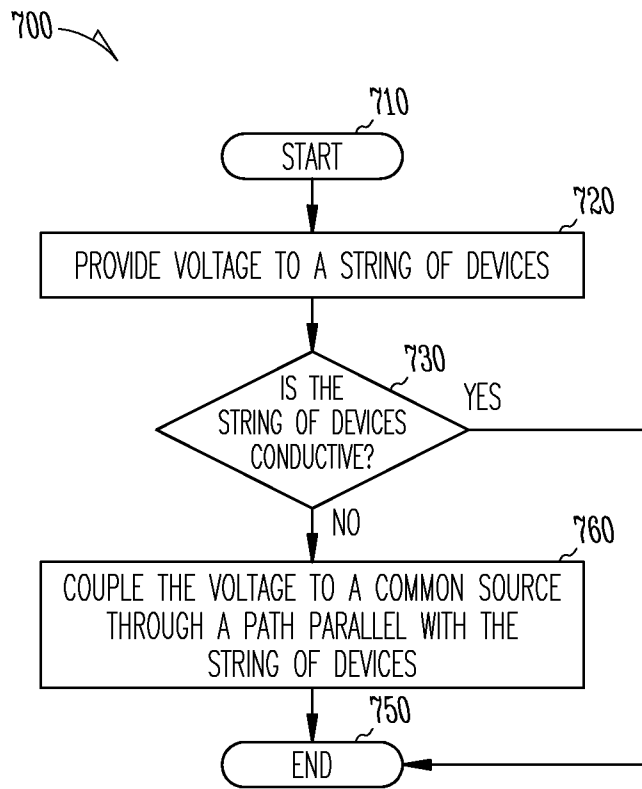 700
710
START
720
PROVIDE VOLTAGE TO A STRING OF DEVICES
730
IS THE
STRING OF DEVICES
CONDUCTIVE?
YES
NO
760
COUPLE THE VOLTAGE TO A COMMON SOURCE
THROUGH A PATH PARALLEL WITH THE
STRING OF DEVICES
750
END